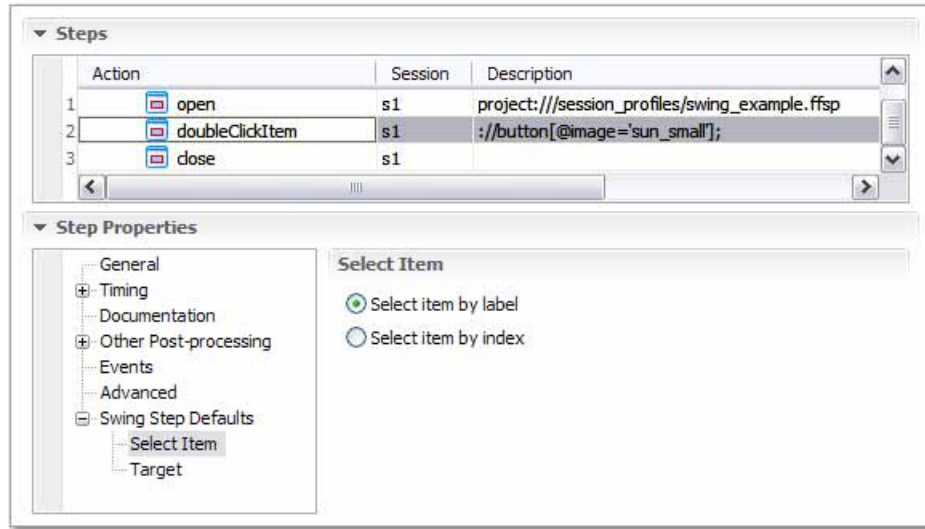 Steps
Action Session Description
1 open s1 project:///session_profiles/swing_example.ffsp
2 doubleClickItem s1 ://button[@image='sun_small'];
3 close s1
Step Properties
General
Timing
Documentation
Other Post-processing
Events
Advanced
Swing Step Defaults
Select Item
Target
Select Item
Select item by label
Select item by index